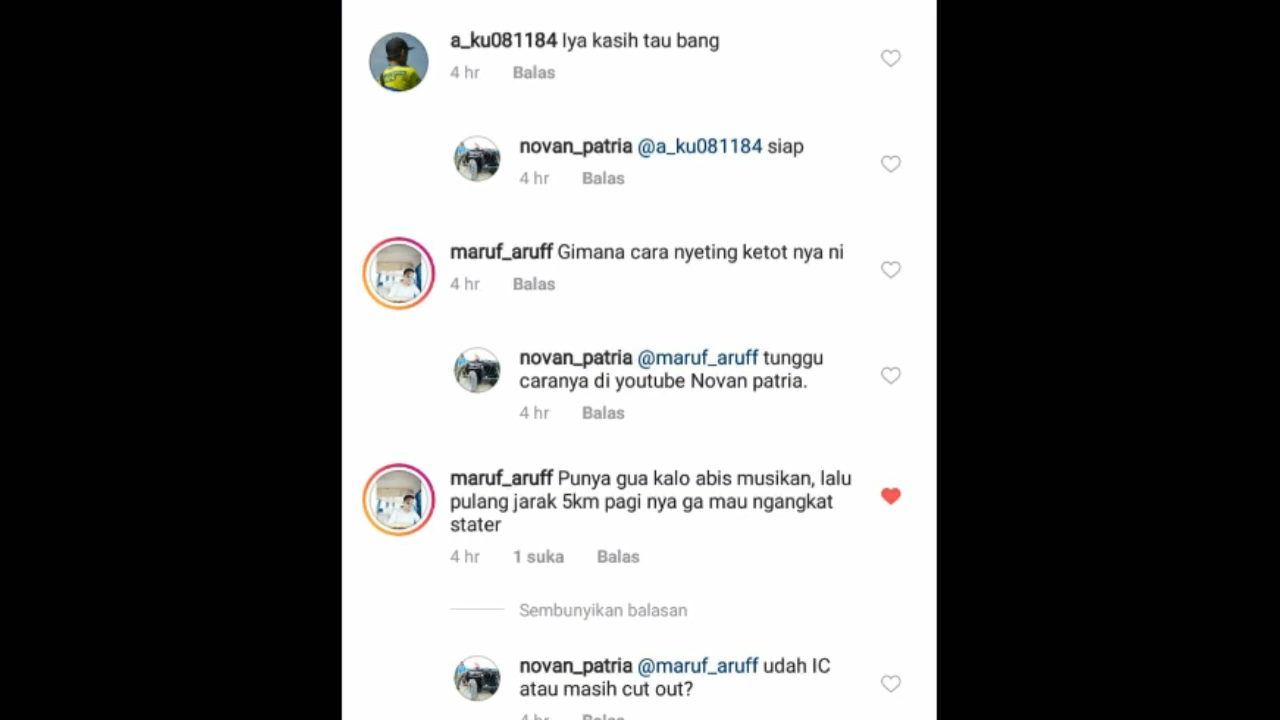 a_ku081184 Iya kasih tau bang
4 hr Balas
novan_patria @a_ku081184 siap
4 hr Balas
maruf_aruff Gimana cara nyeting ketot nya ni
4 hr Balas
novan_patria @maruf_aruff tunggu
caranya di youtube Novan patria.
4 hr Balas
maruf_aruff Punya gua kalo abis musikan, lalu
pulang jarak 5km pagi nya ga mau ngangkat
stater
4 hr 1 suka Balas
Sembunyikan balasan
novan_patria @maruf_aruff udah IC
atau masih cut out?
4 hr Balas